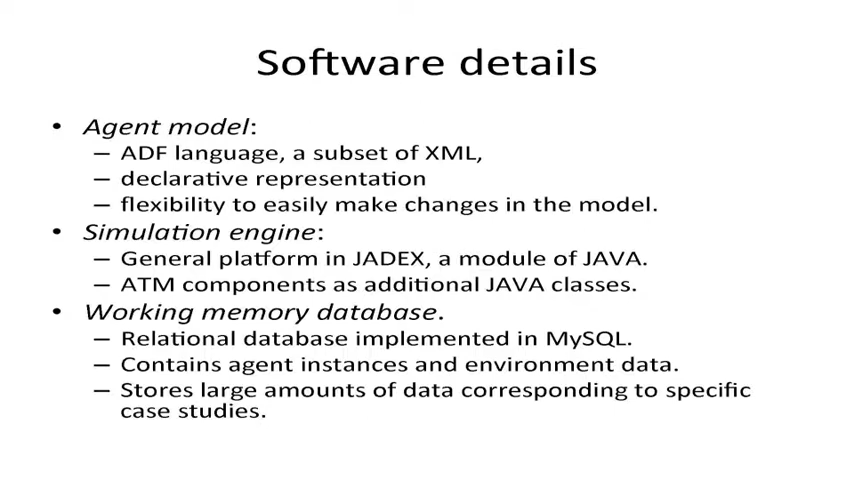 Software details
• Agent model:
– ADF language, a subset of XML,
– declarative representation
– flexibility to easily make changes in the model.
• Simulation engine:
– General platform in JADEX, a module of JAVA.
– ATM components as additional JAVA classes.
• Working memory database.
– Relational database implemented in MySQL.
– Contains agent instances and environment data.
– Stores large amounts of data corresponding to specific
case studies.